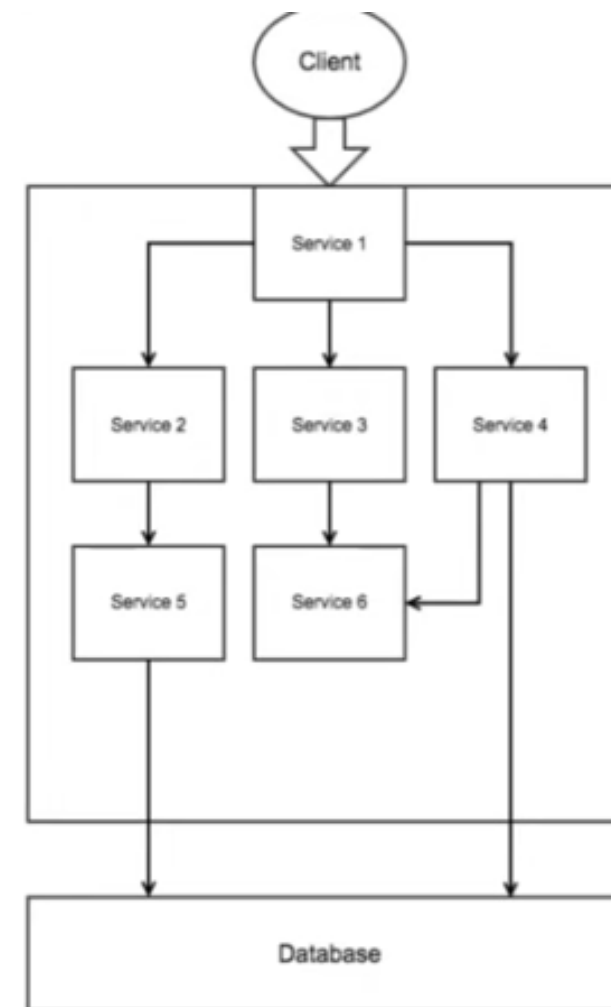 Client
Service 1
Service 2
Service 3
Service 4
Service 5
Service 6
Database